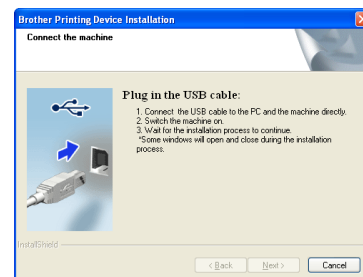 Brother Printing Device Installation
Connect the machine
Plug in the USB cable:
1. Connect the USB cable to the PC and the machine directly.
2. Switch the machine on.
3. Wait for the installation process to continue.
*Some windows will open and close during the installation
process.
InstallShield
< Back Next > Cancel